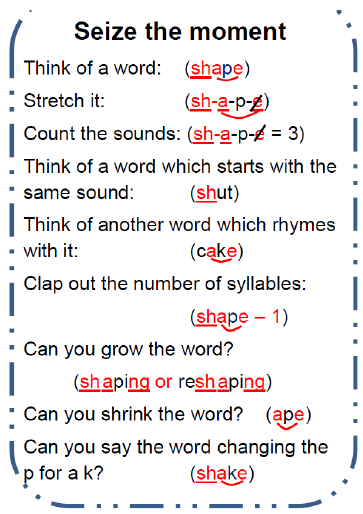 Seize the moment
Think of a word: (shape)
Stretch it: (sh-a-p-e)
Count the sounds: (sh-a-p-e = 3)
Think of a word which starts with the
same sound: (shut)
Think of another word which rhymes
with it: (cake)
Clap out the number of syllables:
(shape – 1)
Can you grow the word?
(shaping or reshaping)
Can you shrink the word? (ape)
Can you say the word changing the
p for a k? (shake)